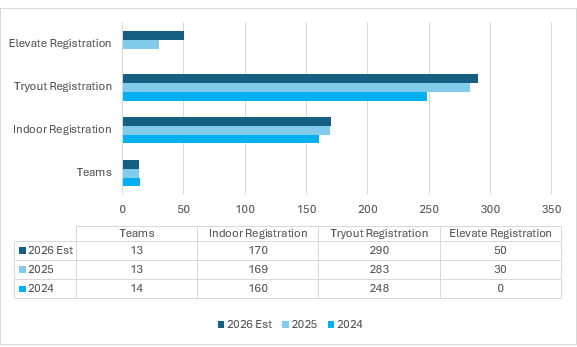 Elevate Registration
Tryout Registration
Indoor Registration
Teams
0 50 100 150 200 250 300 350
Teams Indoor Registration Tryout Registration Elevate Registration
2026 Est 13 170 290 50
2025 13 169 283 30
2024 14 160 248 0
2026 Est 2025 2024